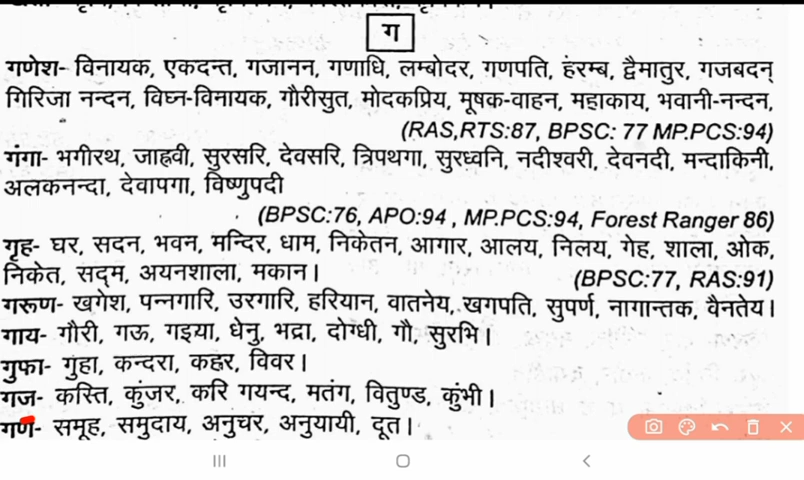 ग
गणेश- विनायक, एकदन्त, गजानन, गणाधि, लम्बोदर, गणपति, हंरम्ब, द्वैमातुर, गजबदन्
गिरिजा नन्दन, विघ्न-विनायक, गौरीसुत, मोदकप्रिय, मूषक-वाहन, महाकाय, भवानी-नन्दन,
(RAS,RTS:87, BPSC: 77 MP.PCS:94)
गंगा- भगीरथ, जाह्नवी, सुरसरि, देवसरि, त्रिपथगा, सुरध्वनि, नदीश्वरी, देवनदी, मन्दाकिनी,
अलकनन्दा, देवापगा, विष्णुपदी
(BPSC:76, APO:94 , MP.PCS:94, Forest Ranger 86)
गृह- घर, सदन, भवन, मन्दिर, धाम, निकेतन, आगार, आलय, निलय, गेह, शाला, ओक,
निकेत, सद्म, अयनशाला, मकान। (BPSC:77, RAS:91)
गरूण- खगेश, पन्नगारि, उरगारि, हरियान, वातनेय, खगपति, सुपर्ण, नागान्तक, वैनतेय।
गाय- गौरी, गऊ, गइया, धेनु, भद्रा, दोग्धी, गौ, सुरभि।
गुफा- गुहा, कन्दरा, कहर, विवर।
गज- कस्ति, कुंजर, करि गयन्द, मतंग, वितुण्ड, कुंभी।
गण- समूह, समुदाय, अनुचर, अनुयायी, दूत।